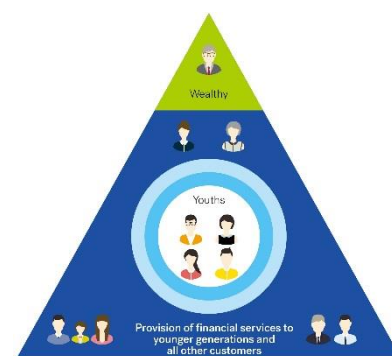 Wealthy
Youths
Provision of financial services to
younger generations and
all other customers